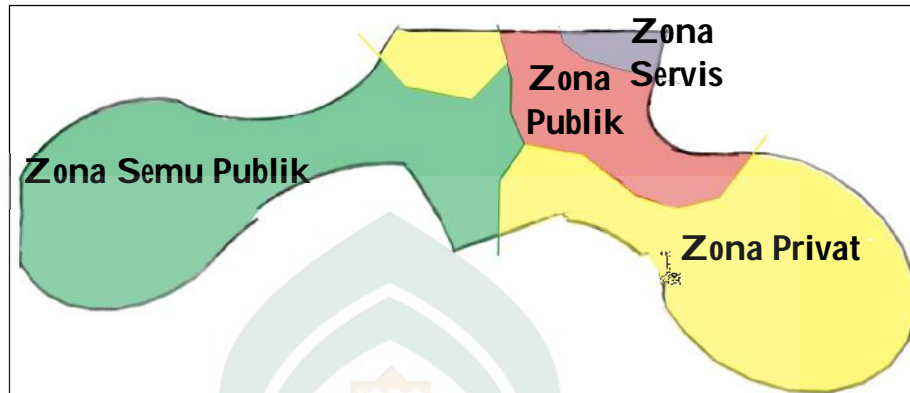 Zona
Servis
Zona
Publik
Zona Semu Publik
Zona Privat